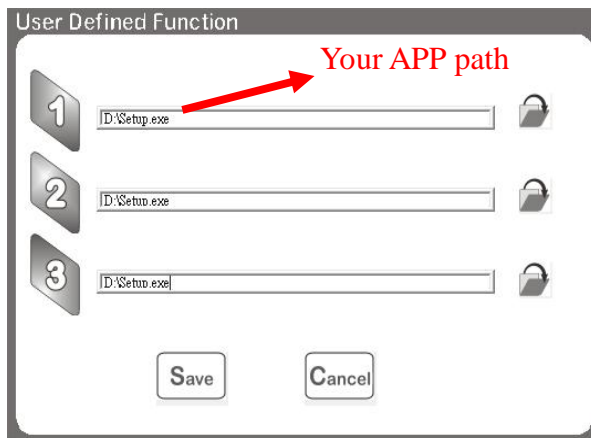 User Defined Function
Your APP path
1
D:\Setup.exe
2
D:\Setup.exe
3
D:\Setup.exe
Save
Cancel